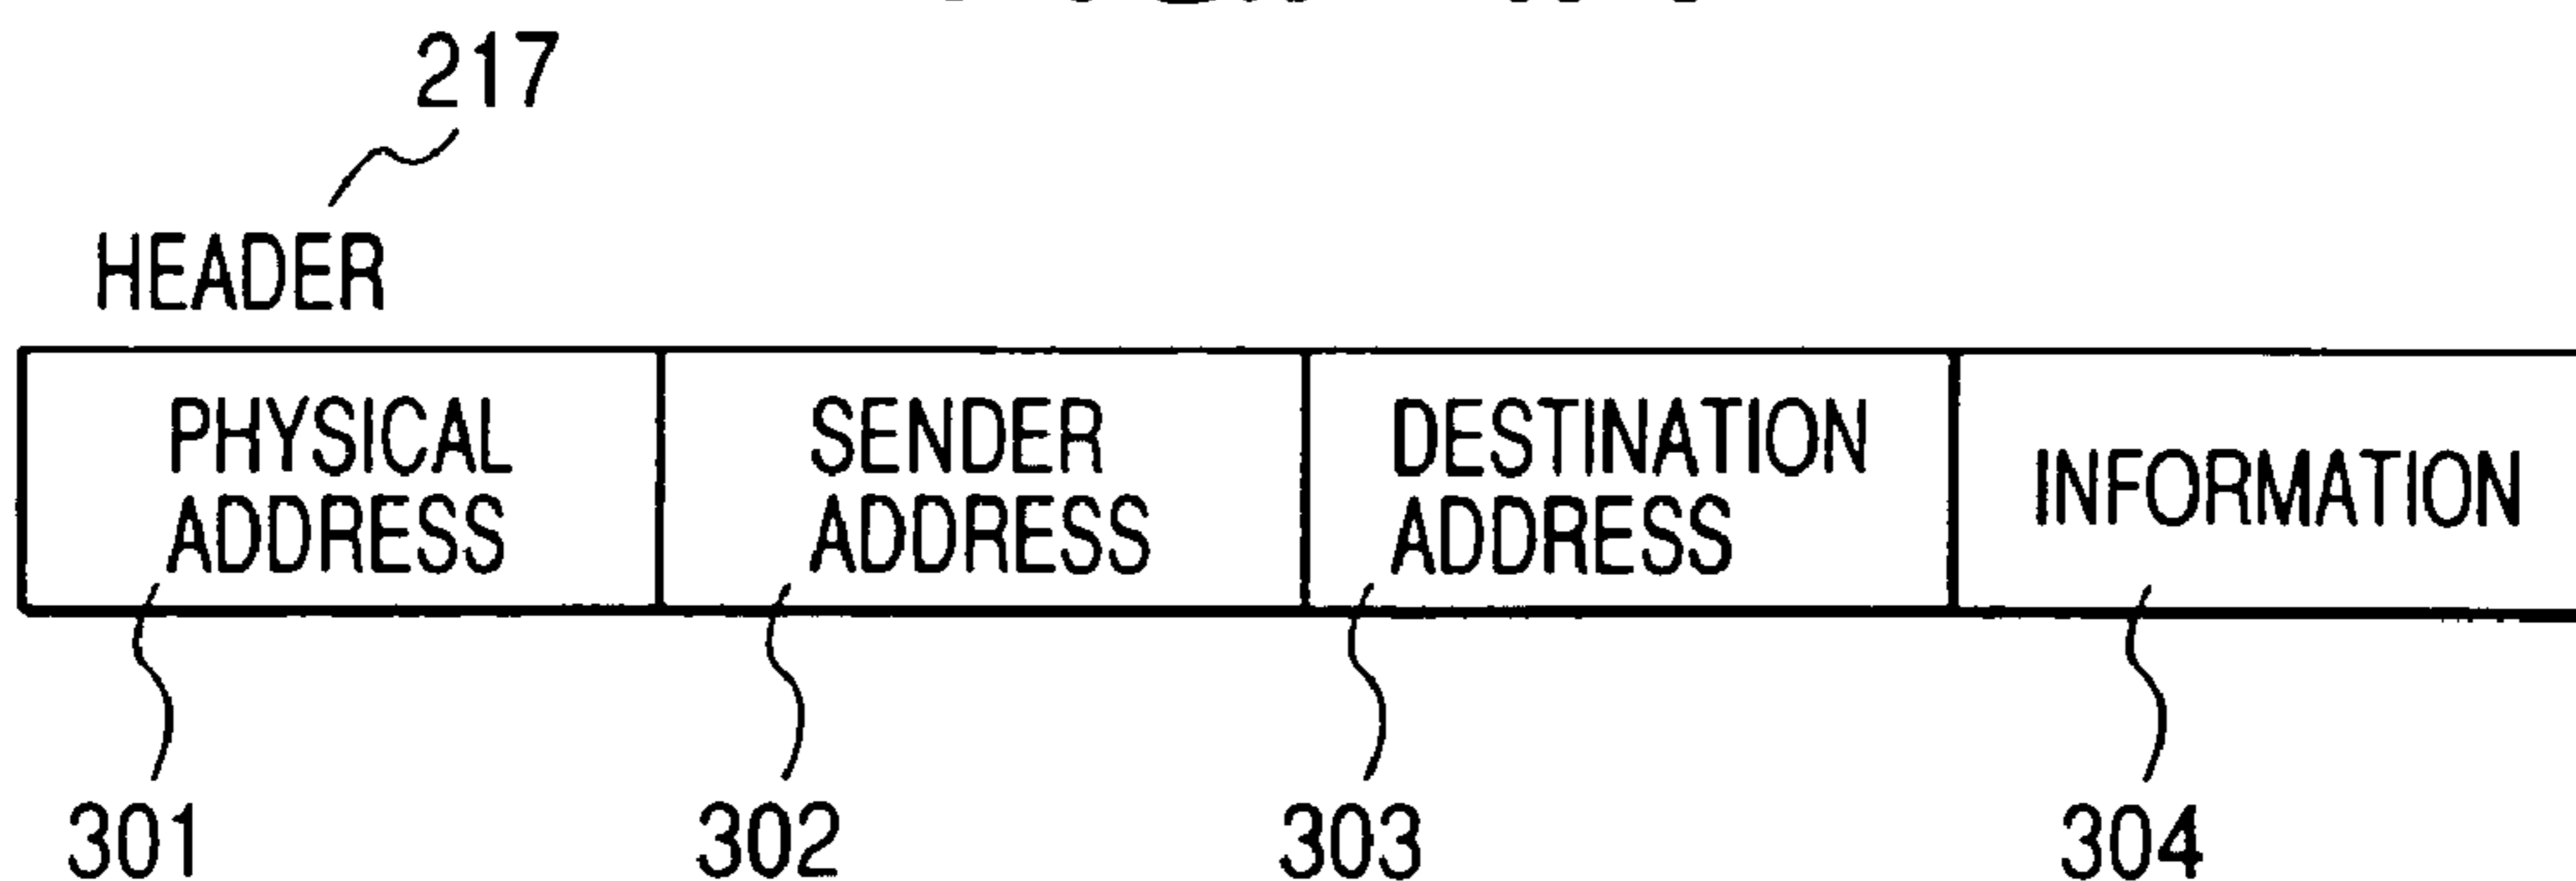 217
HEADER
PHYSICAL
ADDRESS
SENDER
ADDRESS
DESTINATION
ADDRESS
INFORMATION
301
302
303
304